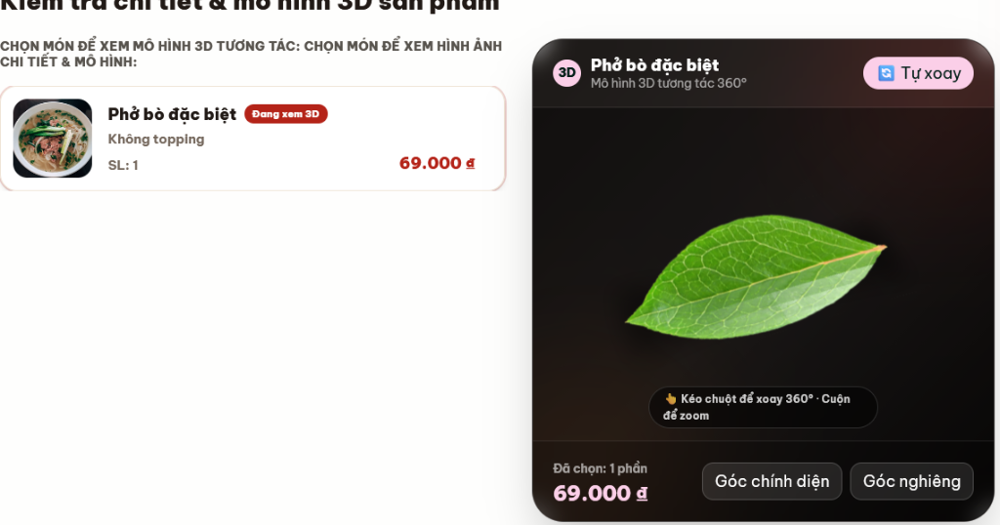 Kiểm tra chi tiết & mô hình 3D sản phẩm
CHỌN MÓN ĐỂ XEM MÔ HÌNH 3D TƯƠNG TÁC: CHỌN MÓN ĐỂ XEM HÌNH ẢNH
CHI TIẾT & MÔ HÌNH:
Phở bò đặc biệt
Đang xem 3D
Không topping
SL: 1
69.000 ₫
3D
Phở bò đặc biệt
Mô hình 3D tương tác 360°
🔄 Tự xoay
👆 Kéo chuột để xoay 360° · Cuộn
để zoom
Đã chọn: 1 phần
69.000 ₫
Góc chính diện
Góc nghiêng